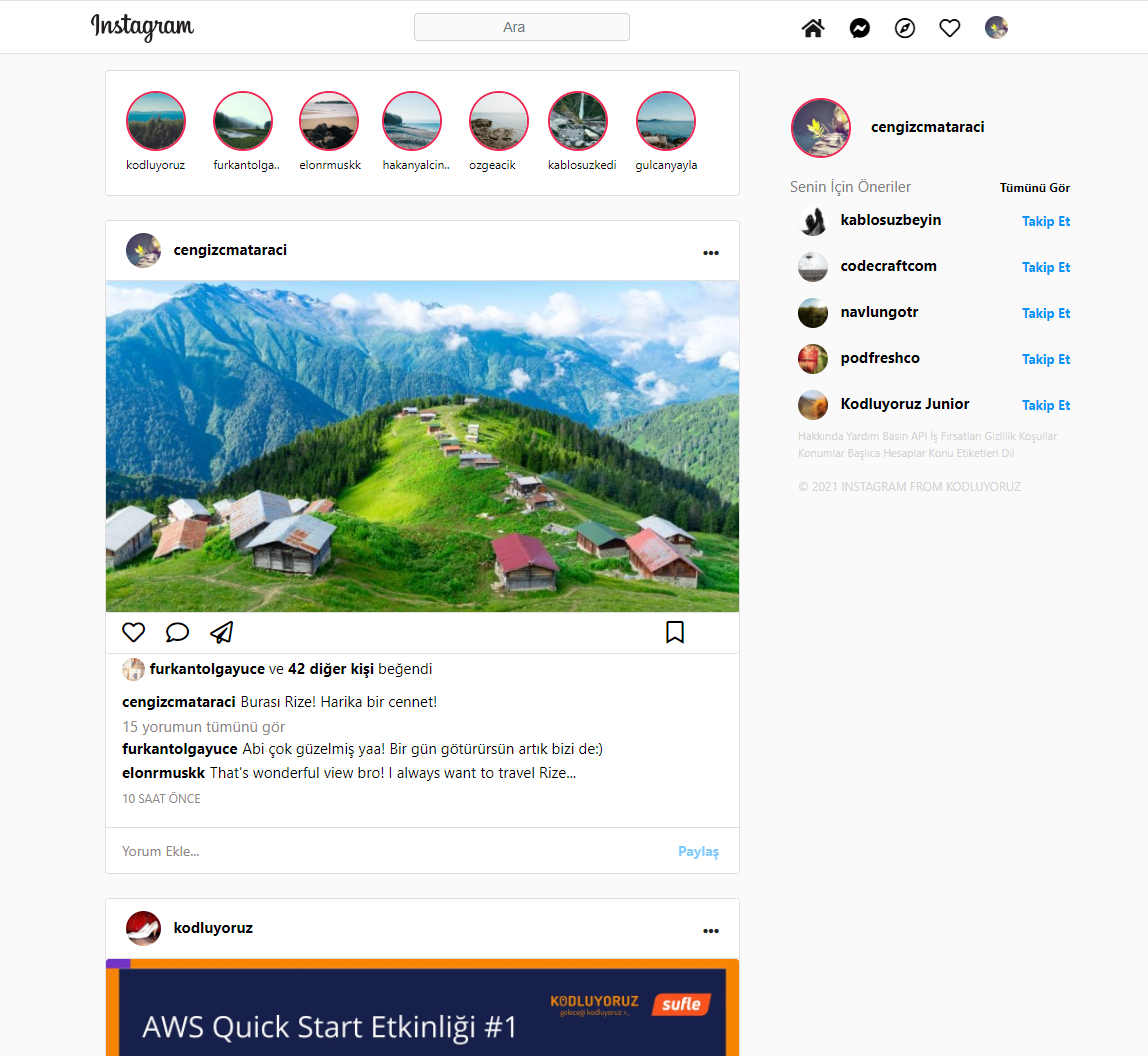 Instagram
Ara
kodluyoruz
furkantolga..
elonrmuskk
hakanyalcin..
ozgeacik
kablosuzkedi
gulcanyayla
cengizcmataraci
Senin İçin Öneriler
Tümünü Gör
kablosuzbeyin
Takip Et
codecraftcom
Takip Et
navlungotr
Takip Et
podfreshco
Takip Et
Kodluyoruz Junior
Takip Et
Hakkında Yardım Basın API İş Fırsatları Gizlilik Koşullar
Konumlar Başlıca Hesaplar Konu Etiketleri Dil
© 2021 INSTAGRAM FROM KODLUYORUZ
cengizcmataraci
furkantolgayuce ve 42 diğer kişi beğendi
cengizcmataraci Burası Rize! Harika bir cennet!
15 yorumun tümünü gör
furkantolgayuce Abi çok güzelmiş yaa! Bir gün götürürsün artık bizi de:)
elonrmuskk That's wonderful view bro! I always want to travel Rize...
10 SAAT ÖNCE
Yorum Ekle...
Paylaş
kodluyoruz
KODLUYORUZ
geleceği kodluyoruz >_
sufle
AWS Quick Start Etkinliği #1